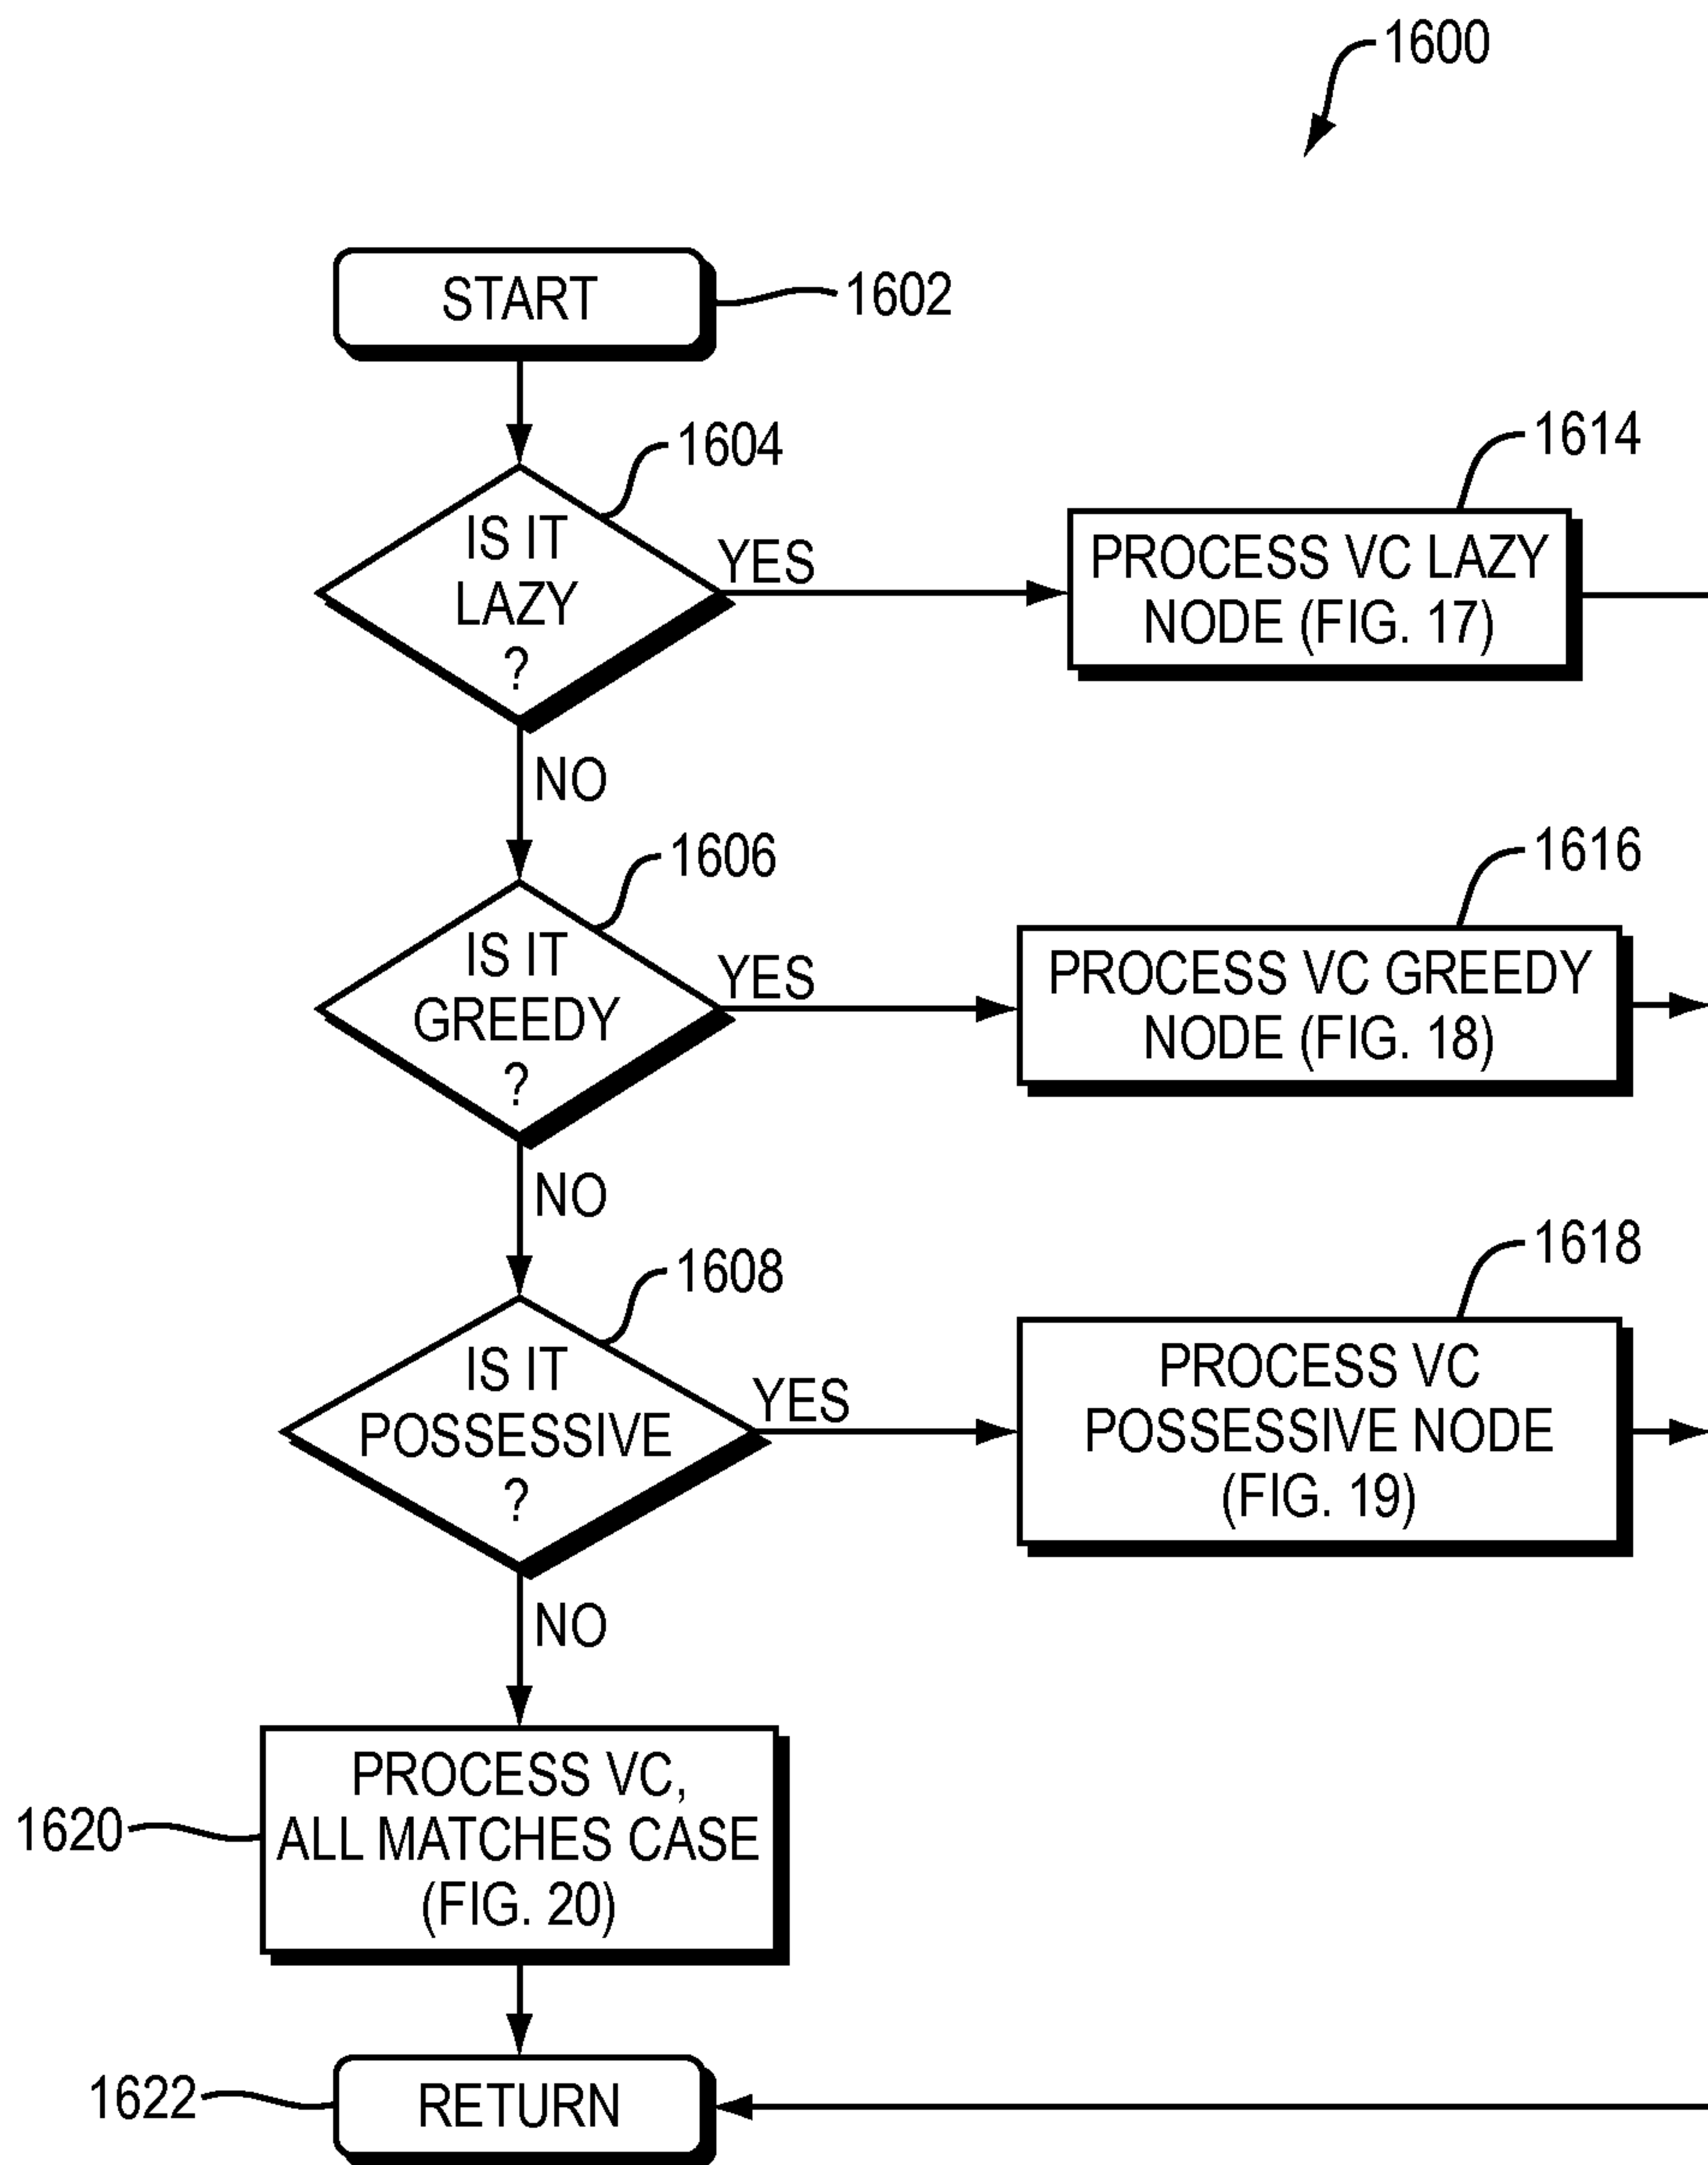 1600
START
1602
1604
IS IT
LAZY
?
YES
1614
PROCESS VC LAZY
NODE (FIG. 17)
NO
1606
IS IT
GREEDY
?
YES
1616
PROCESS VC GREEDY
NODE (FIG. 18)
NO
1608
IS IT
POSSESSIVE
?
YES
1618
PROCESS VC
POSSESSIVE NODE
(FIG. 19)
NO
1620
PROCESS VC,
ALL MATCHES CASE
(FIG. 20)
1622
RETURN